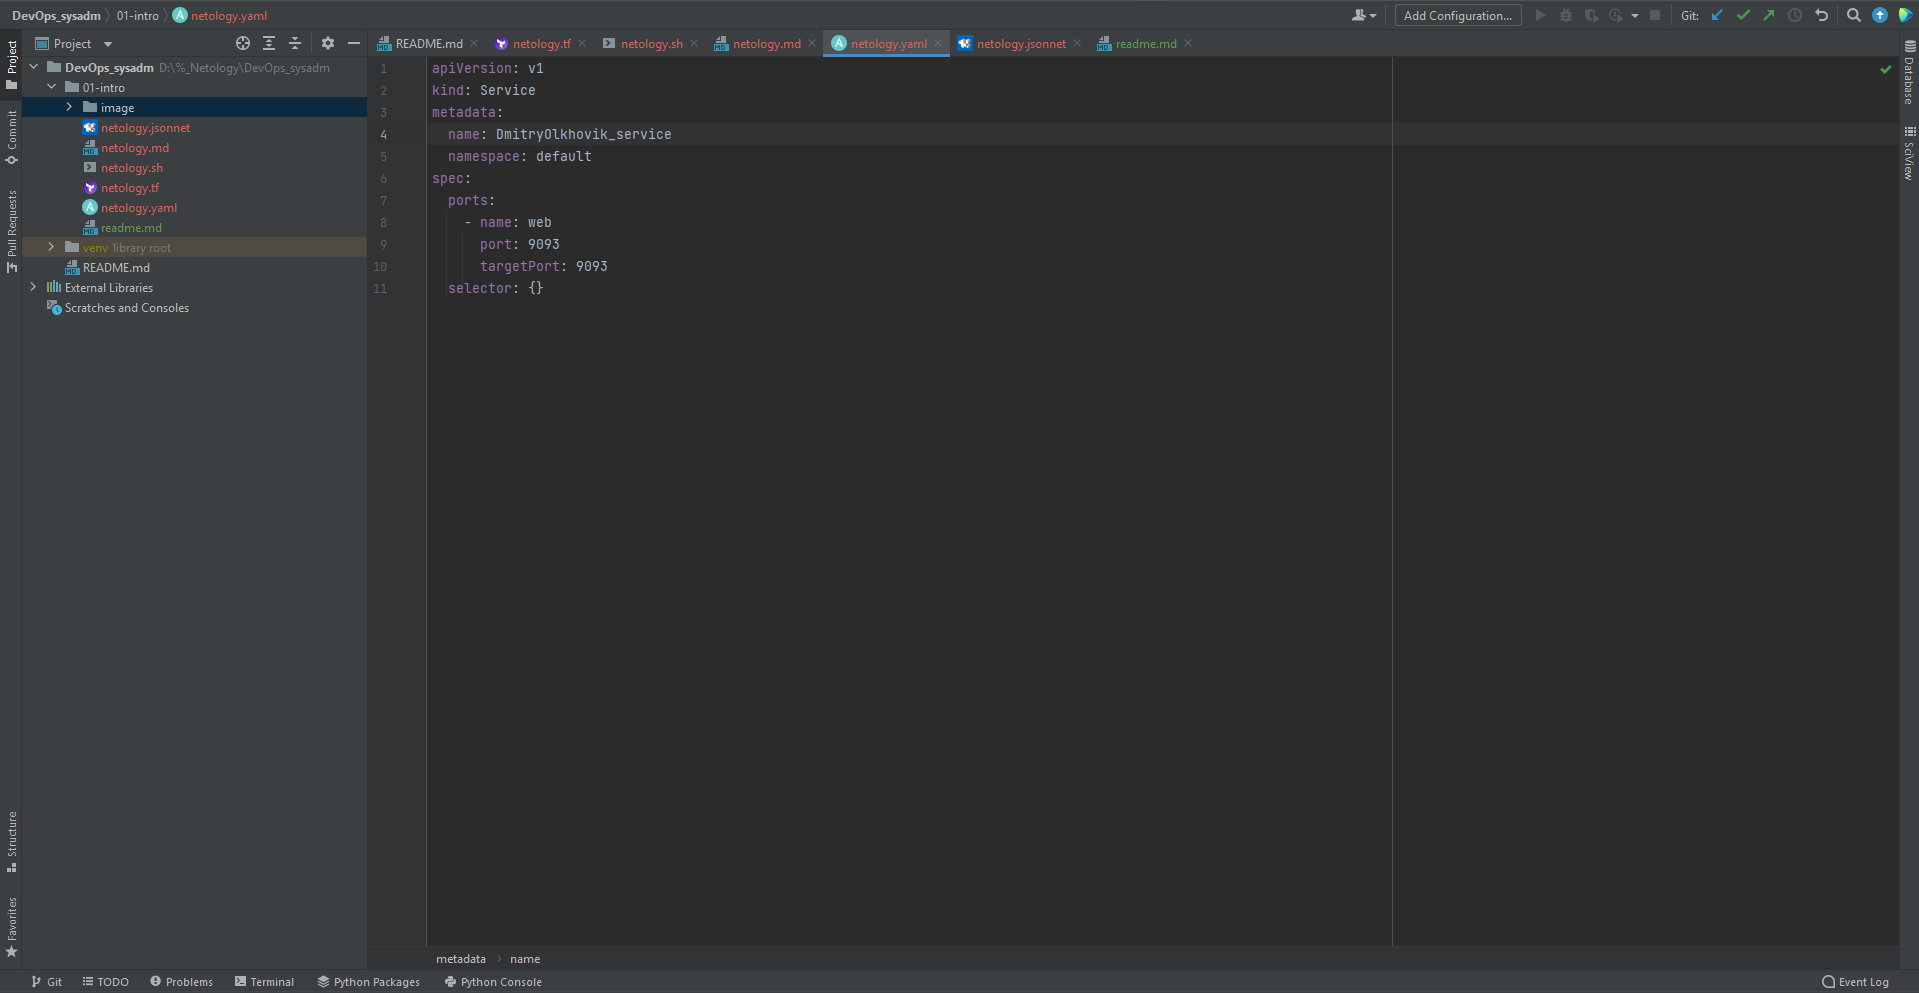 DevOps_sysadm 01-intro netology.yaml
Add Configuration... Git:
Project
README.md netology.tf netology.sh netology.md netology.yaml netology.jsonnet readme.md
Project
Commit
Pull Requests
Structure
Favorites
DevOps_sysadm D:\%_Netology\DevOps_sysadm
01-intro
image
netology.jsonnet
netology.md
netology.sh
netology.tf
netology.yaml
readme.md
venv library root
README.md
External Libraries
Scratches and Consoles
1 apiVersion: v1
2 kind: Service
3 metadata:
4 name: DmitryOlkhovik_service
5 namespace: default
6 spec:
7 ports:
8 - name: web
9 port: 9093
10 targetPort: 9093
11 selector: {}
Database
SciView
metadata name
Git TODO Problems Terminal Python Packages Python Console Event Log